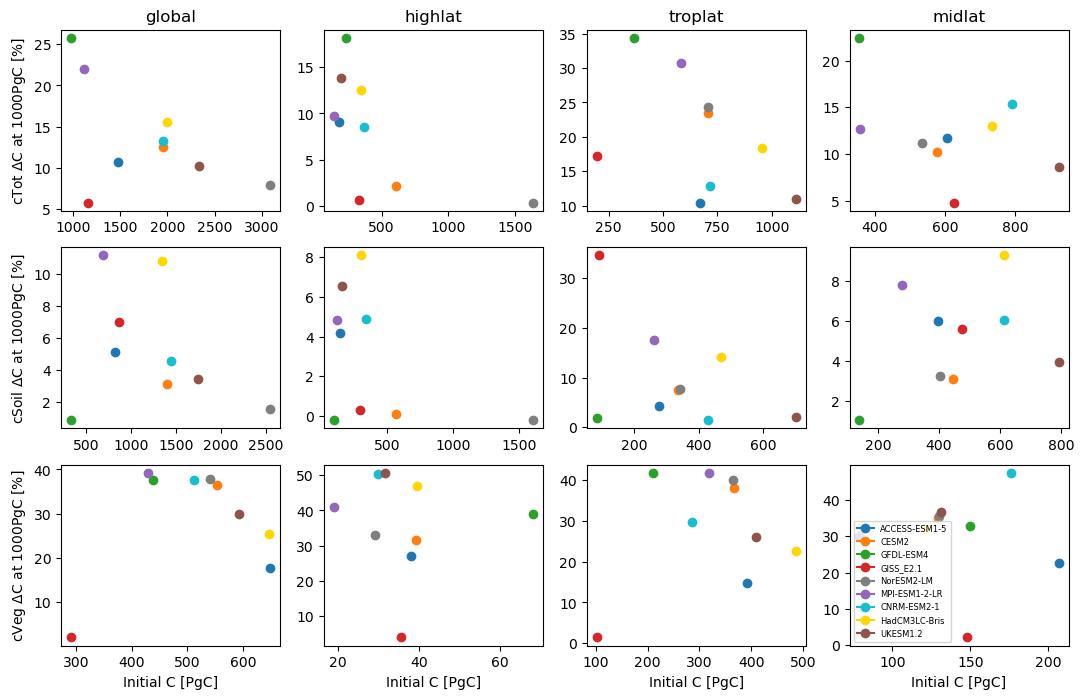 global highlat troplat midlat
cTot ΔC at 1000PgC [%]
25
20
15
10
5
1000 1500 2000 2500 3000
15
10
5
0
500 1000 1500
35
30
25
20
15
10
250 500 750 1000
20
15
10
5
400 600 800
cSoil ΔC at 1000PgC [%]
10
8
6
4
2
500 1000 1500 2000 2500
8
6
4
2
0
500 1000 1500
30
20
10
0
200 400 600
8
6
4
2
200 400 600 800
cVeg ΔC at 1000PgC [%]
40
30
20
10
300 400 500 600
Initial C [PgC]
50
40
30
20
10
20 40 60
Initial C [PgC]
40
30
20
10
0
100 200 300 400 500
Initial C [PgC]
40
30
20
10
0
ACCESS-ESM1-5
CESM2
GFDL-ESM4
GISS_E2.1
NorESM2-LM
MPI-ESM1-2-LR
CNRM-ESM2-1
HadCM3LC-Bris
UKESM1.2
100 150 200
Initial C [PgC]